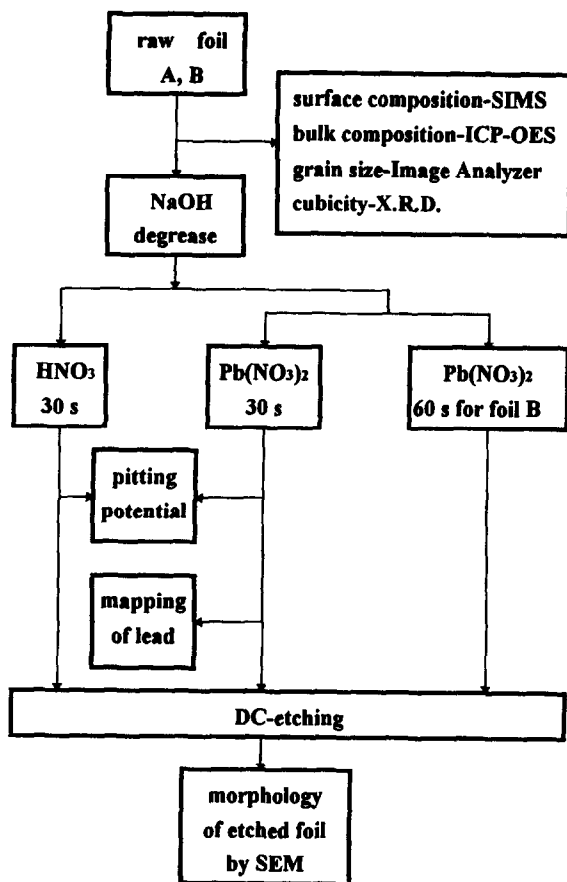 raw foil
A, B
surface composition-SIMS
bulk composition-ICP-OES
grain size-Image Analyzer
cubicity-X.R.D.
NaOH
degrease
HNO₃
30 s
Pb(NO₃)₂
30 s
Pb(NO₃)₂
60 s for foil B
pitting
potential
mapping
of lead
DC-etching
morphology
of etched foil
by SEM